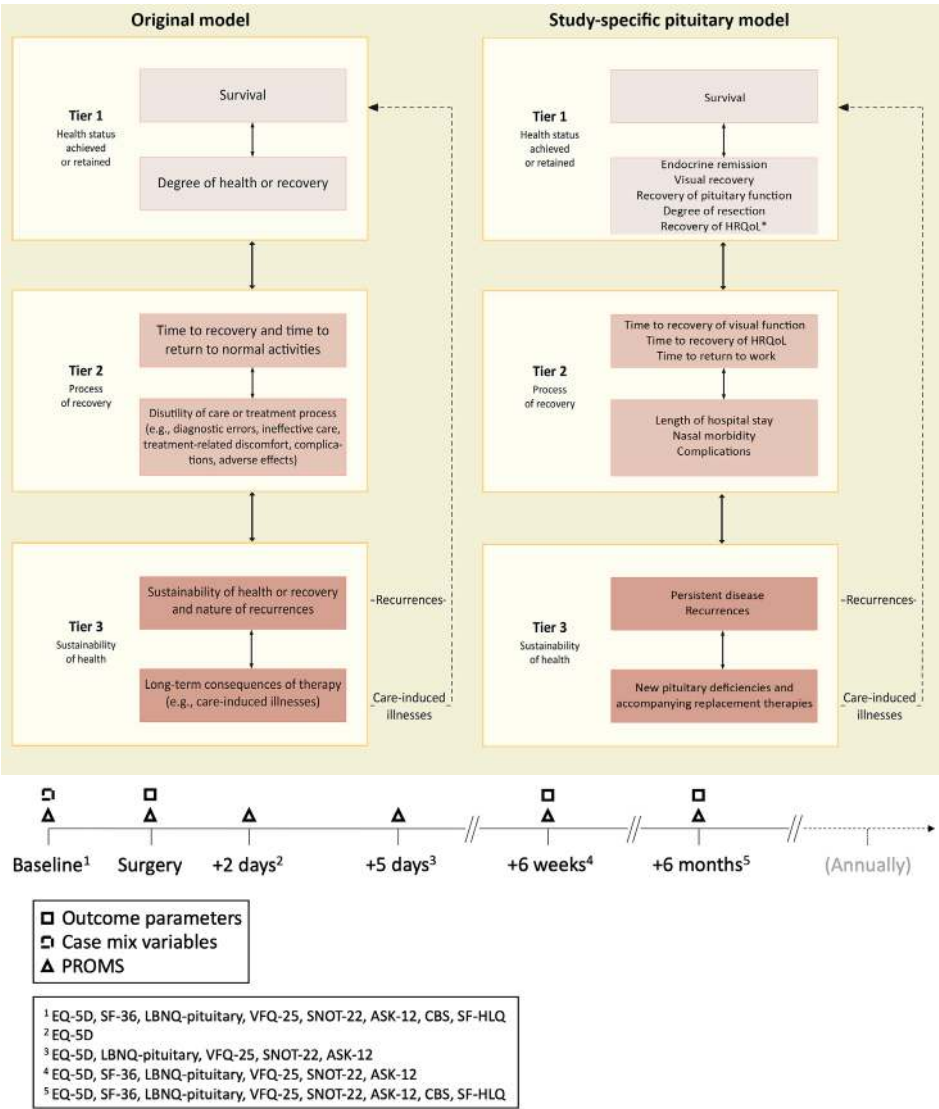 Original model
Tier 1
Health status
achieved
or retained
Survival
Degree of health or recovery
Tier 2
Process
of recovery
Time to recovery and time to
return to normal activities
Disutility of care or treatment process
(e.g., diagnostic errors, ineffective care,
treatment-related discomfort, complica-
tions, adverse effects)
Tier 3
Sustainability
of health
Sustainability of health or recovery
and nature of recurrences
Long-term consequences of therapy
(e.g., care-induced illnesses)
Recurrences
Care-induced
illnesses
Study-specific pituitary model
Tier 1
Health status
achieved
or retained
Survival
Endocrine remission
Visual recovery
Recovery of pituitary function
Degree of resection
Recovery of HRQoL*
Tier 2
Process
of recovery
Time to recovery of visual function
Time to recovery of HRQoL
Time to return to work
Length of hospital stay
Nasal morbidity
Complications
Tier 3
Sustainability
of health
Persistent disease
Recurrences
New pituitary deficiencies and
accompanying replacement therapies
Recurrences
Care-induced
illnesses
Baseline¹ Surgery +2 days² +5 days³ +6 weeks⁴ +6 months⁵ (Annually)
Outcome parameters
Case mix variables
PROMS
¹ EQ-5D, SF-36, LBNQ-pituitary, VFQ-25, SNOT-22, ASK-12, CBS, SF-HLQ
² EQ-5D
³ EQ-5D, LBNQ-pituitary, VFQ-25, SNOT-22, ASK-12
⁴ EQ-5D, SF-36, LBNQ-pituitary, VFQ-25, SNOT-22, ASK-12
⁵ EQ-5D, SF-36, LBNQ-pituitary, VFQ-25, SNOT-22, ASK-12, CBS, SF-HLQ